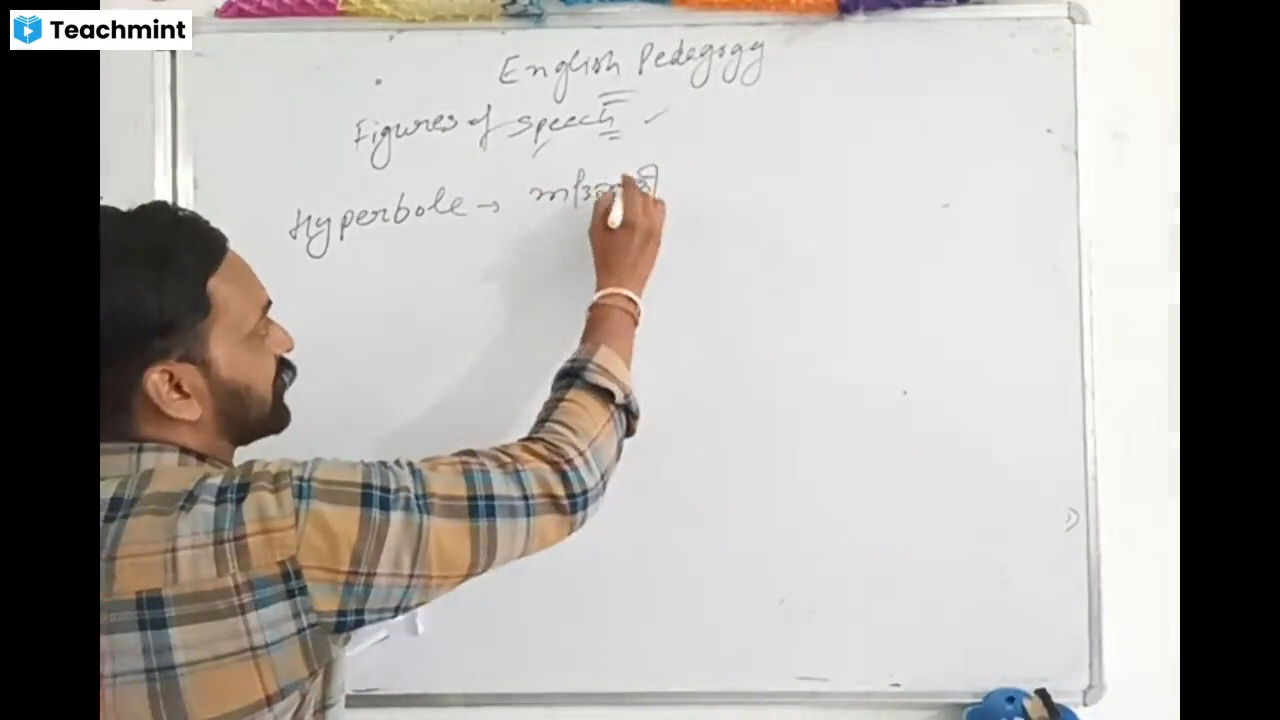 Teachmint
English Pedagogy
Figures of speech ✓
Hyperbole →